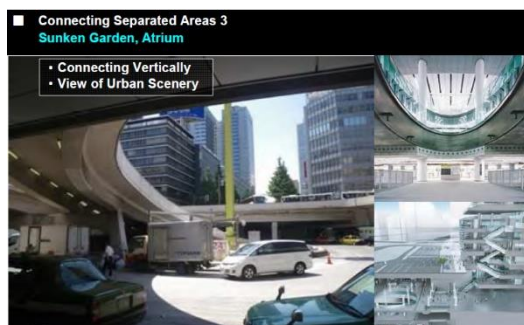 Connecting Separated Areas 3
Sunken Garden, Atrium
• Connecting Vertically
• View of Urban Scenery